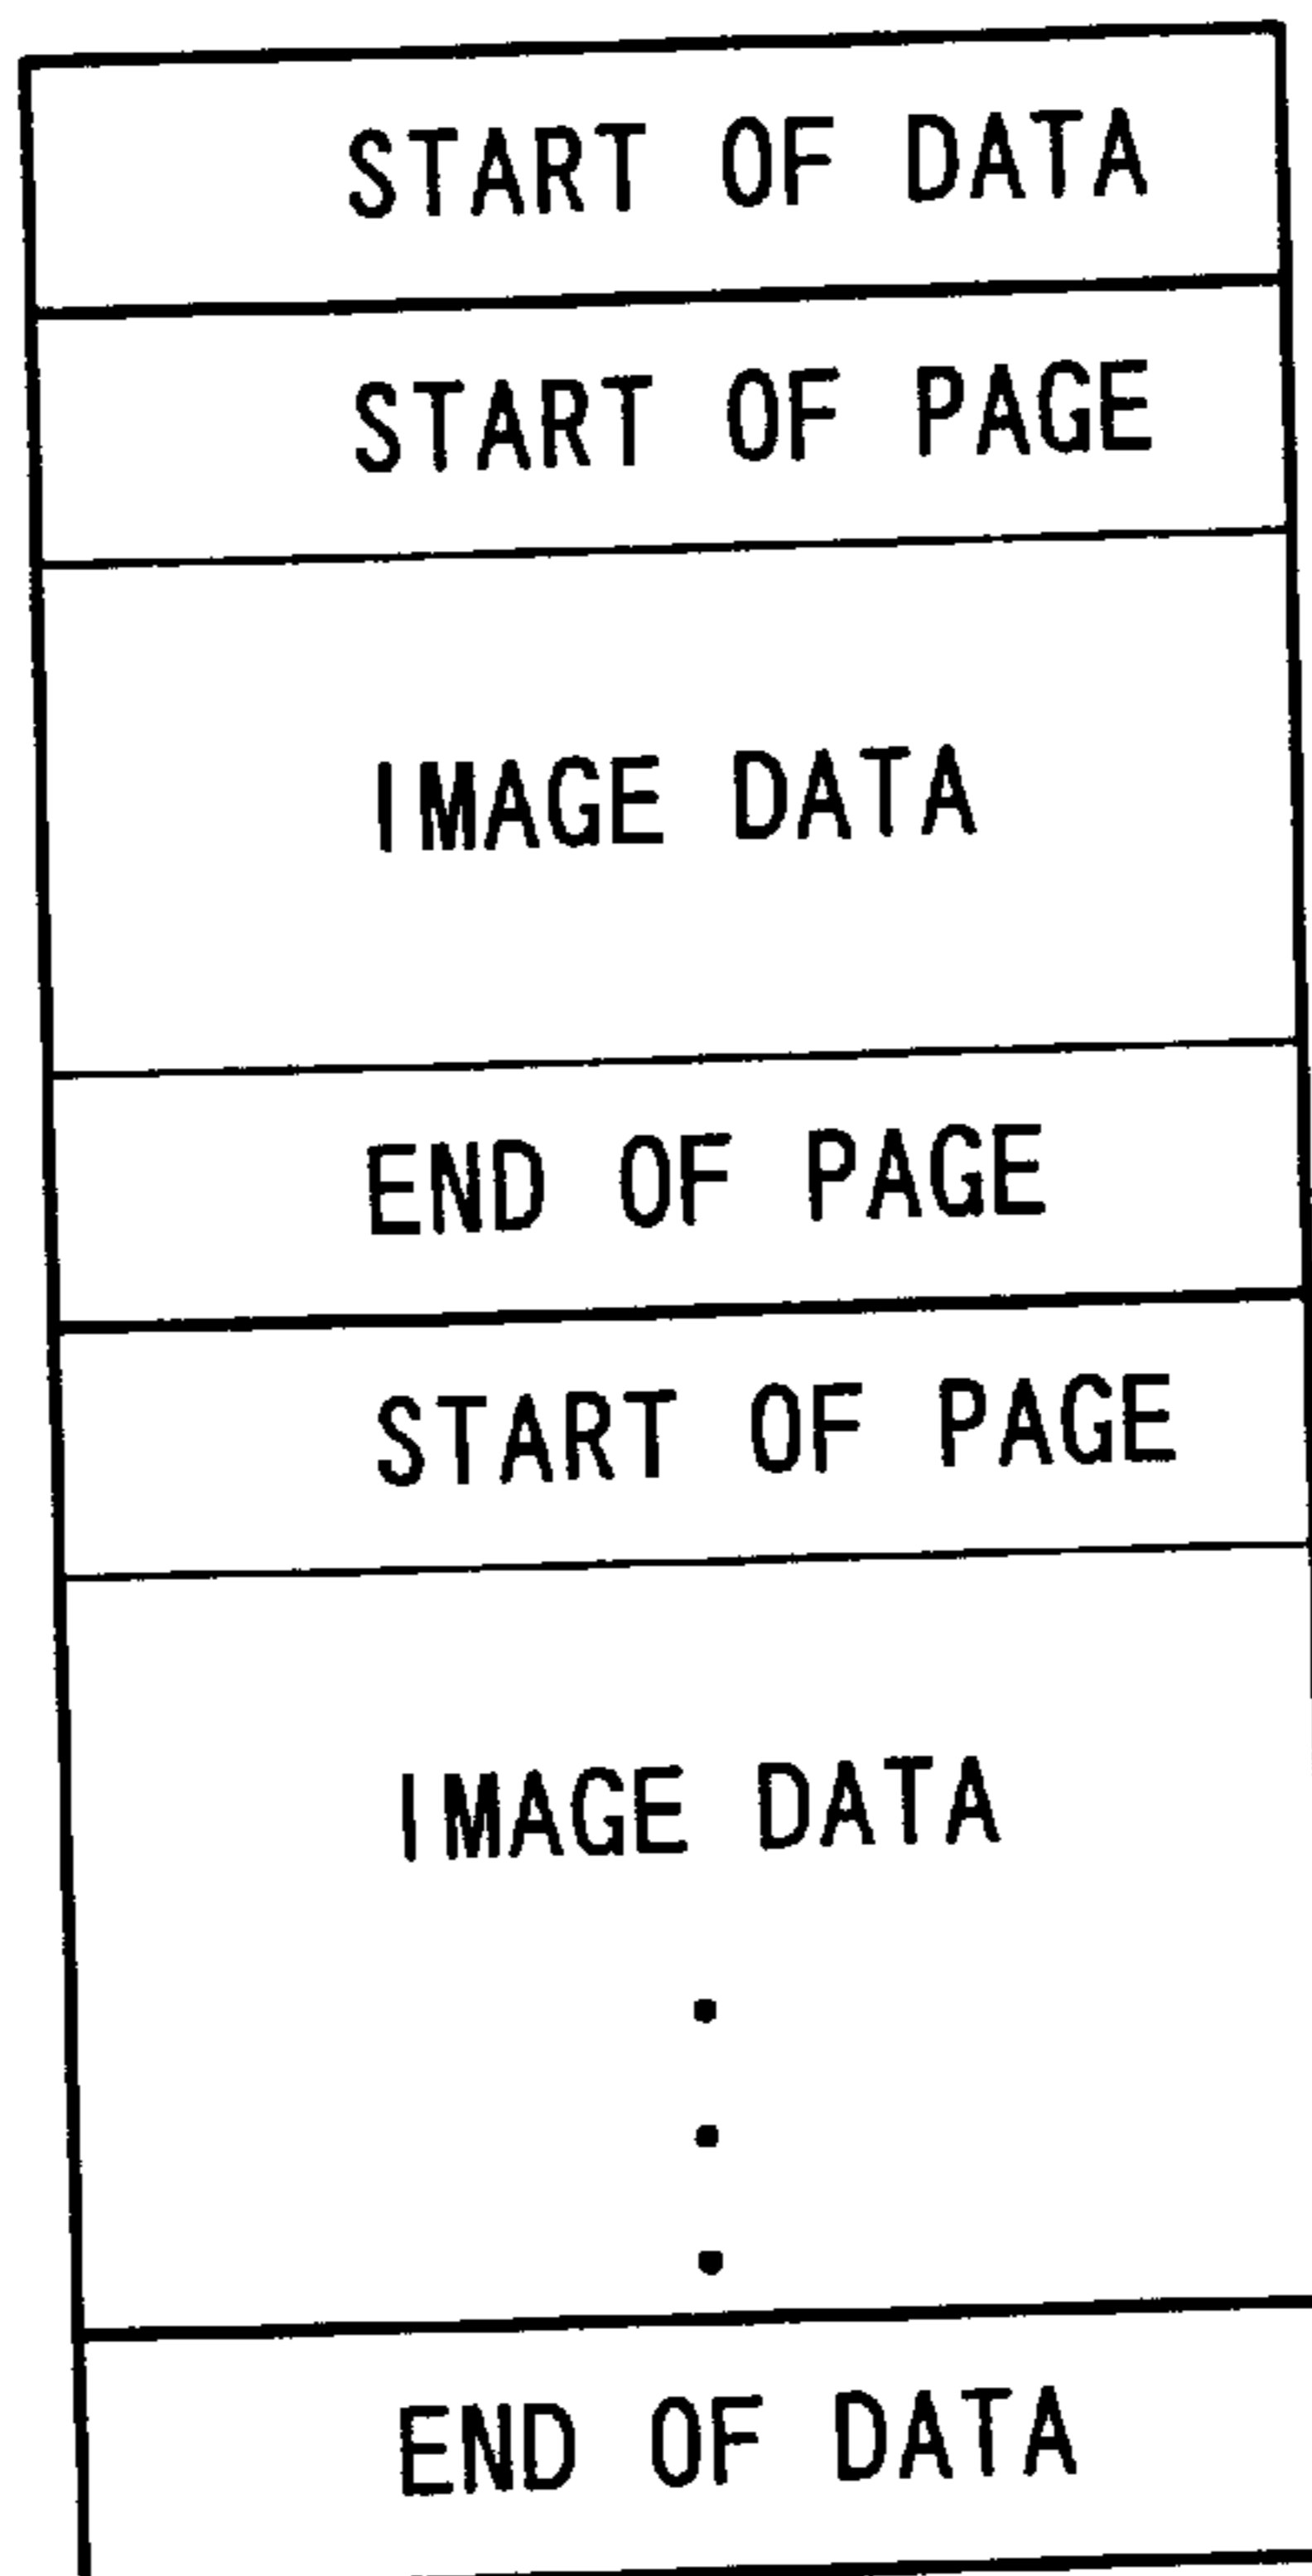 START OF DATA
START OF PAGE
IMAGE DATA
END OF PAGE
START OF PAGE
IMAGE DATA
END OF DATA